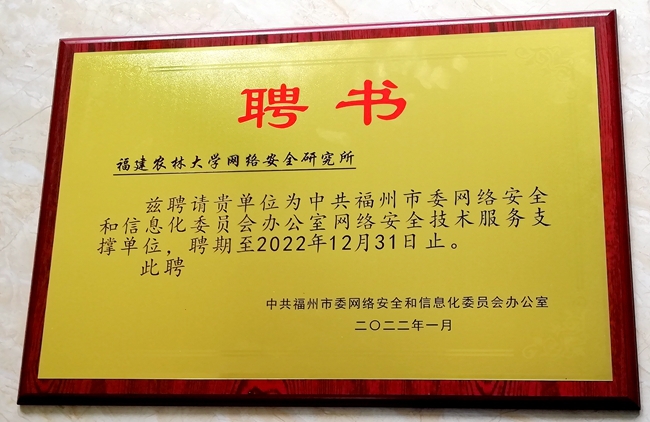 聘书
福建农林大学网络安全研究所
兹聘请贵单位为中共福州市委网络安全
和信息化委员会办公室网络安全技术服务支
撑单位，聘期至2022年12月31日止。
此聘
中共福州市委网络安全和信息化委员会办公室
二〇二二年一月